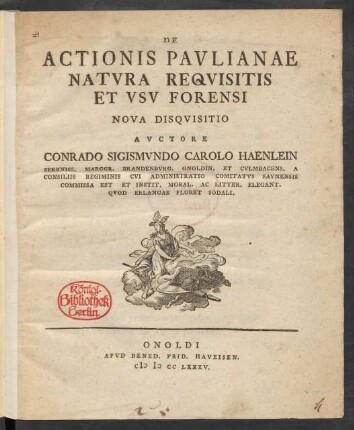 DE
ACTIONIS PAVLIANAE
NATVRA REQVISITIS
ET VSV FORENSI
NOVA DISQVISITIO
AVCTORE
CONRADO SIGISMVNDO CAROLO HAENLEIN
SERENISS. MARGGR. BRANDENBVRG. ONOLDIN. ET CVLMBACENS. A
CONSILIIS REGIMINIS CVI ADMINISTRATIO COMITATVS SAYNENSIS
COMMISSA EST ET INSTIT. MORAL. AC LITTER. ELEGANT.
QVOD ERLANGAE FLORET SODALI.
Königl.
Bibliothek
Berlin.
ONOLDI
APVD BENED. FRID. HAVEISEN.
cIↃ IↃ CC LXXXV.